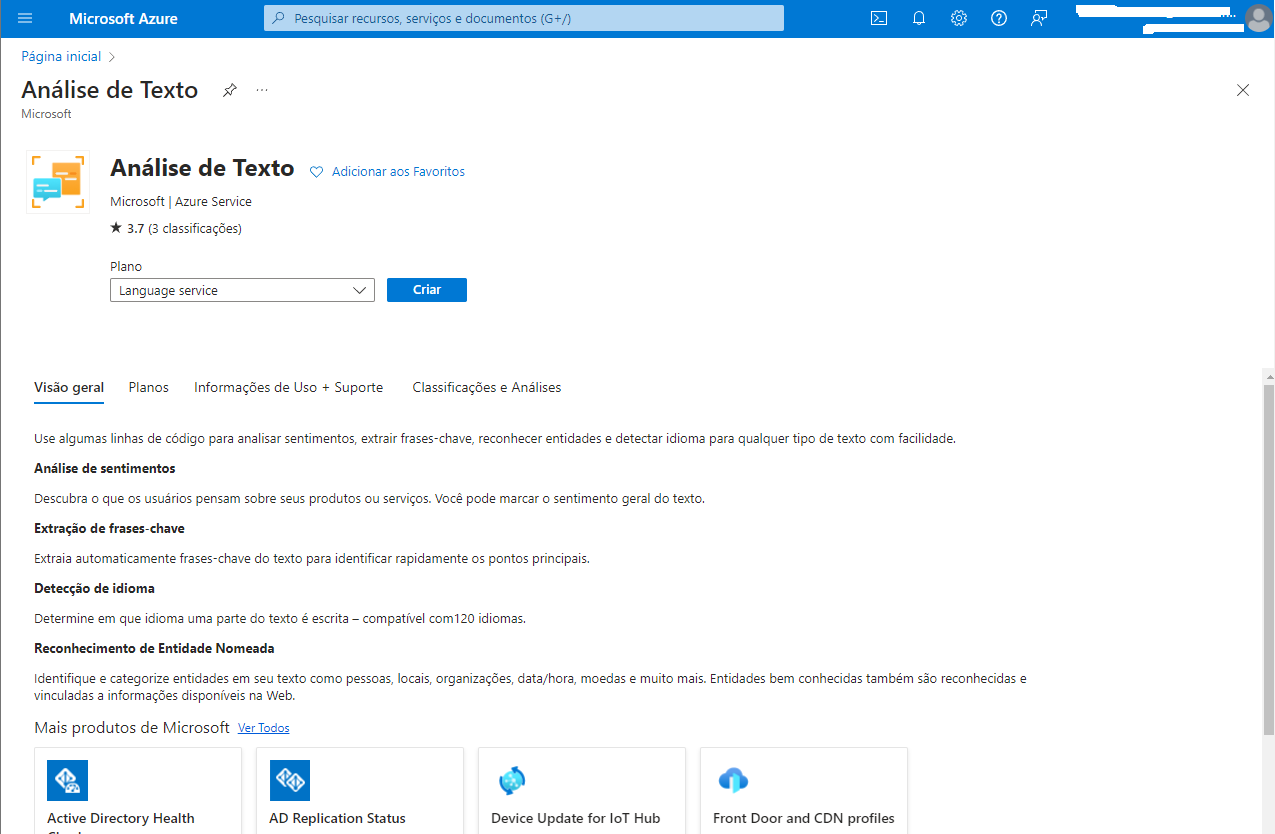 Microsoft Azure
Pesquisar recursos, serviços e documentos (G+/)
Página inicial
Análise de Texto
Microsoft
Análise de Texto
Adicionar aos Favoritos
Microsoft | Azure Service
★ 3.7 (3 classificações)
Plano
Language service
Criar
Visão geral
Planos
Informações de Uso + Suporte
Classificações e Análises
Use algumas linhas de código para analisar sentimentos, extrair frases-chave, reconhecer entidades e detectar idioma para qualquer tipo de texto com facilidade.
Análise de sentimentos
Descubra o que os usuários pensam sobre seus produtos ou serviços. Você pode marcar o sentimento geral do texto.
Extração de frases-chave
Extraia automaticamente frases-chave do texto para identificar rapidamente os pontos principais.
Detecção de idioma
Determine em que idioma uma parte do texto é escrita – compatível com120 idiomas.
Reconhecimento de Entidade Nomeada
Identifique e categorize entidades em seu texto como pessoas, locais, organizações, data/hora, moedas e muito mais. Entidades bem conhecidas também são reconhecidas e
vinculadas a informações disponíveis na Web.
Mais produtos de Microsoft Ver Todos
Active Directory Health
AD Replication Status
Device Update for IoT Hub
Front Door and CDN profiles